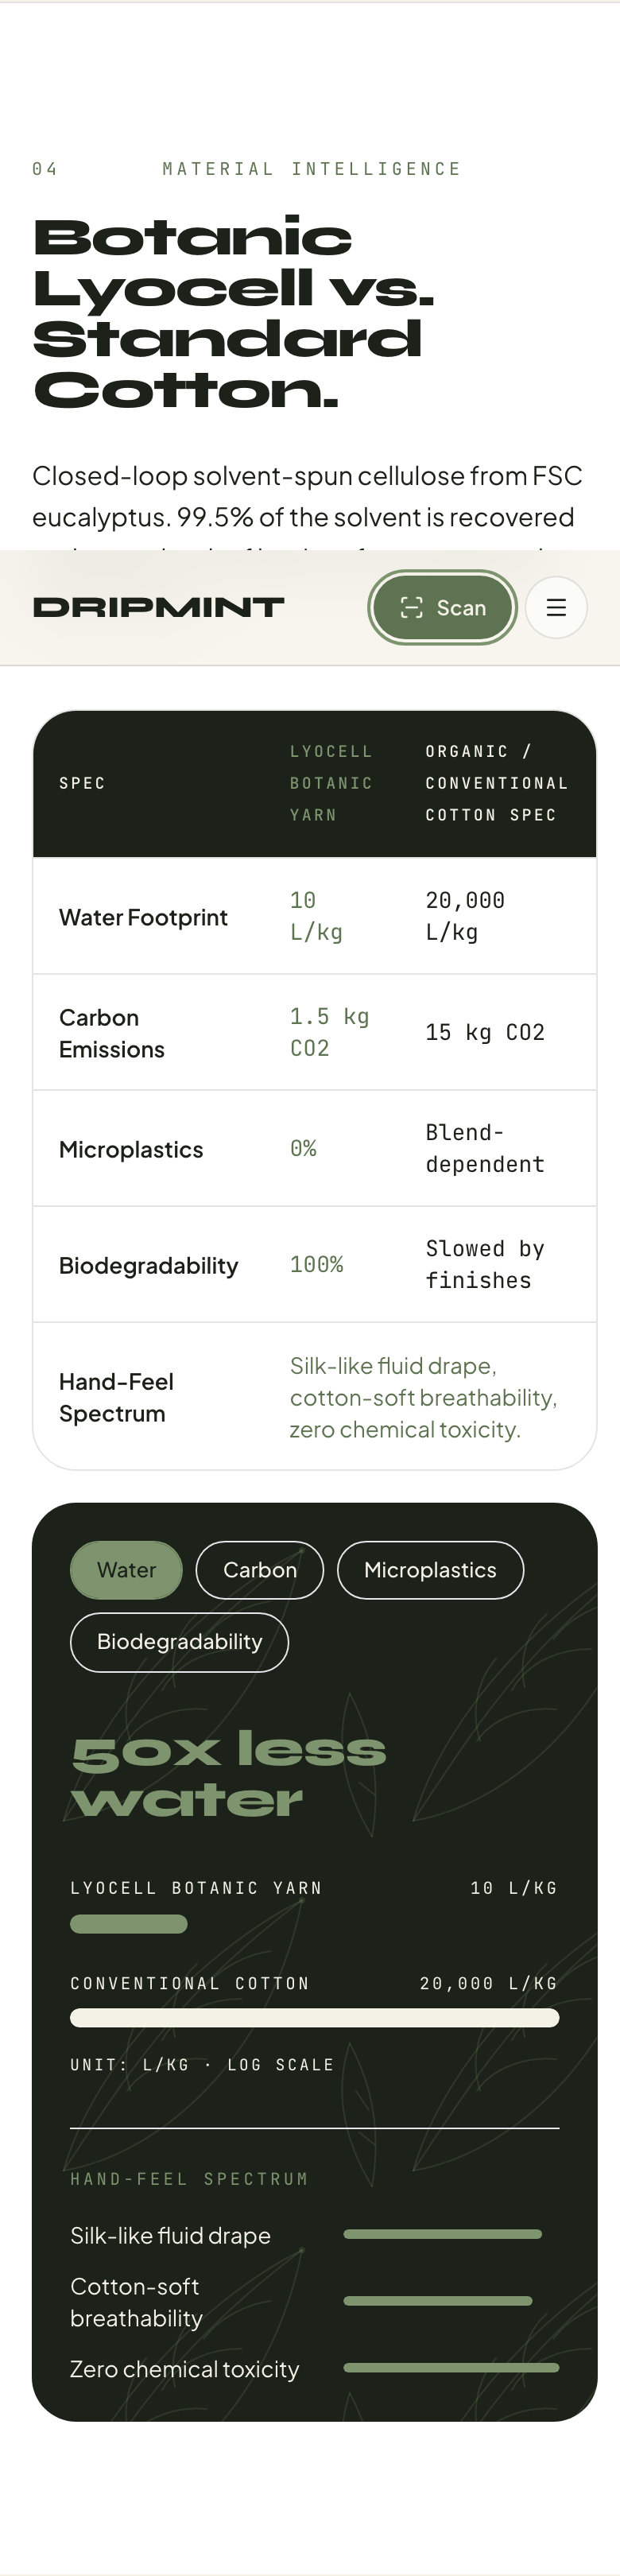 04 MATERIAL INTELLIGENCE
Botanic
Lyocell vs.
Standard
Cotton.
Closed-loop solvent-spun cellulose from FSC
eucalyptus. 99.5% of the solvent is recovered
DRIPMINT
Scan
SPEC
LYOCELL
BOTANIC
YARN
ORGANIC /
CONVENTIONAL
COTTON SPEC
Water Footprint
10
L/kg
20,000
L/kg
Carbon
Emissions
1.5 kg
CO2
15 kg CO2
Microplastics
0%
Blend-
dependent
Biodegradability
100%
Slowed by
finishes
Hand-Feel
Spectrum
Silk-like fluid drape,
cotton-soft breathability,
zero chemical toxicity.
Water
Carbon
Microplastics
Biodegradability
50x less
water
LYOCELL BOTANIC YARN 10 L/KG
CONVENTIONAL COTTON 20,000 L/KG
UNIT: L/KG · LOG SCALE
HAND-FEEL SPECTRUM
Silk-like fluid drape
Cotton-soft
breathability
Zero chemical toxicity